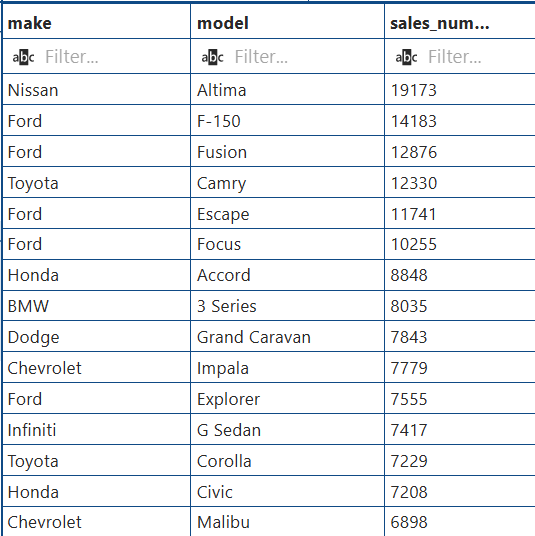 make model sales_num...
abc Filter... abc Filter... abc Filter...
Nissan Altima 19173
Ford F-150 14183
Ford Fusion 12876
Toyota Camry 12330
Ford Escape 11741
Ford Focus 10255
Honda Accord 8848
BMW 3 Series 8035
Dodge Grand Caravan 7843
Chevrolet Impala 7779
Ford Explorer 7555
Infiniti G Sedan 7417
Toyota Corolla 7229
Honda Civic 7208
Chevrolet Malibu 6898